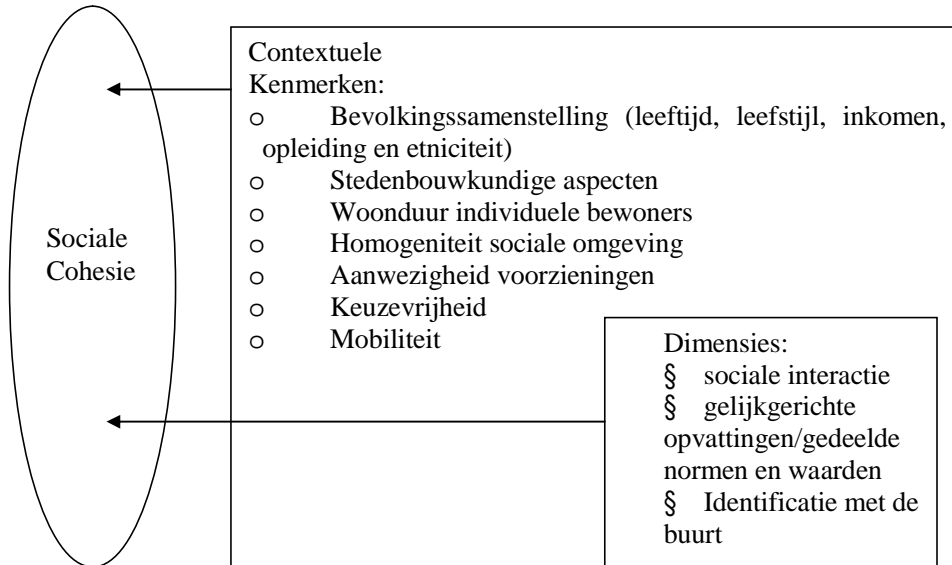 Sociale
Cohesie
Contextuele
Kenmerken:
o Bevolkingssamenstelling (leeftijd, leefstijl, inkomen,
opleiding en etniciteit)
o Stedenbouwkundige aspecten
o Woonduur individuele bewoners
o Homogeniteit sociale omgeving
o Aanwezigheid voorzieningen
o Keuzevrijheid
o Mobiliteit
Dimensies:
§ sociale interactie
§ gelijkgerichte
opvattingen/gedeelde
normen en waarden
§ Identificatie met de
buurt